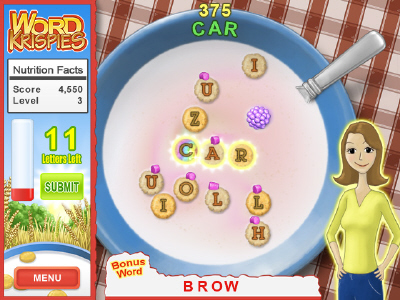 WORD
KRISPIES
Nutrition Facts
Score 4,550
Level 3
11
Letters Left
SUBMIT
MENU
375
CAR
I
U
Z
C A R
U I O L L
H
Bonus
Word
BROW